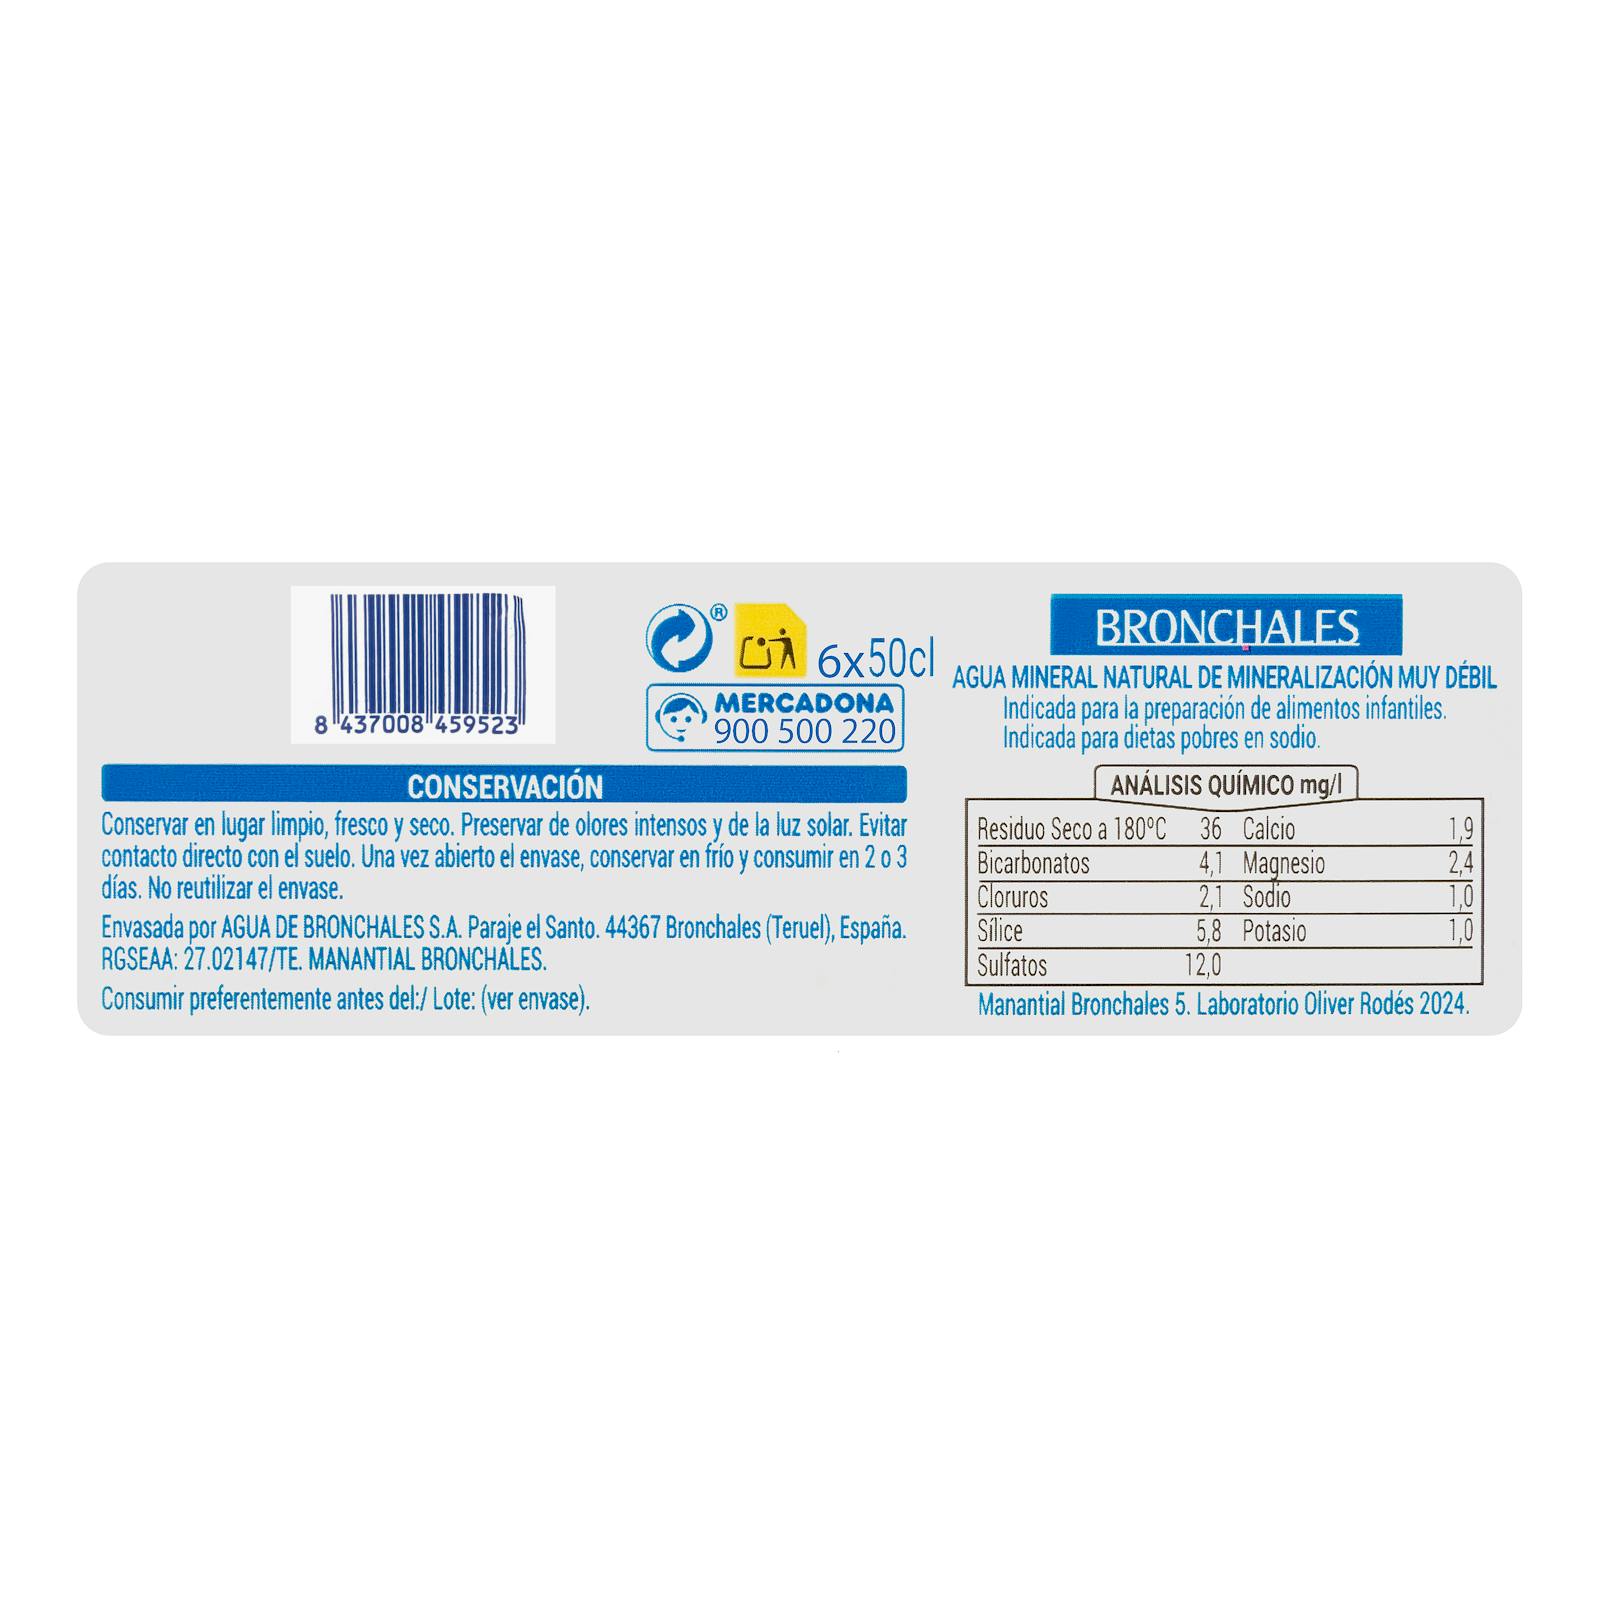 8 437008 459523
®
6x50cl
MERCADONA
900 500 220
CONSERVACIÓN
Conservar en lugar limpio, fresco y seco. Preservar de olores intensos y de la luz solar. Evitar
contacto directo con el suelo. Una vez abierto el envase, conservar en frío y consumir en 2 o 3
días. No reutilizar el envase.
Envasada por AGUA DE BRONCHALES S.A. Paraje el Santo. 44367 Bronchales (Teruel), España.
RGSEAA: 27.02147/TE. MANANTIAL BRONCHALES.
Consumir preferentemente antes del:/ Lote: (ver envase).
BRONCHALES
AGUA MINERAL NATURAL DE MINERALIZACIÓN MUY DÉBIL
Indicada para la preparación de alimentos infantiles.
Indicada para dietas pobres en sodio.
ANÁLISIS QUÍMICO mg/l
Residuo Seco a 180ºC 36 Calcio 1,9
Bicarbonatos 4,1 Magnesio 2,4
Cloruros 2,1 Sodio 1,0
Sílice 5,8 Potasio 1,0
Sulfatos 12,0
Manantial Bronchales 5. Laboratorio Oliver Rodés 2024.